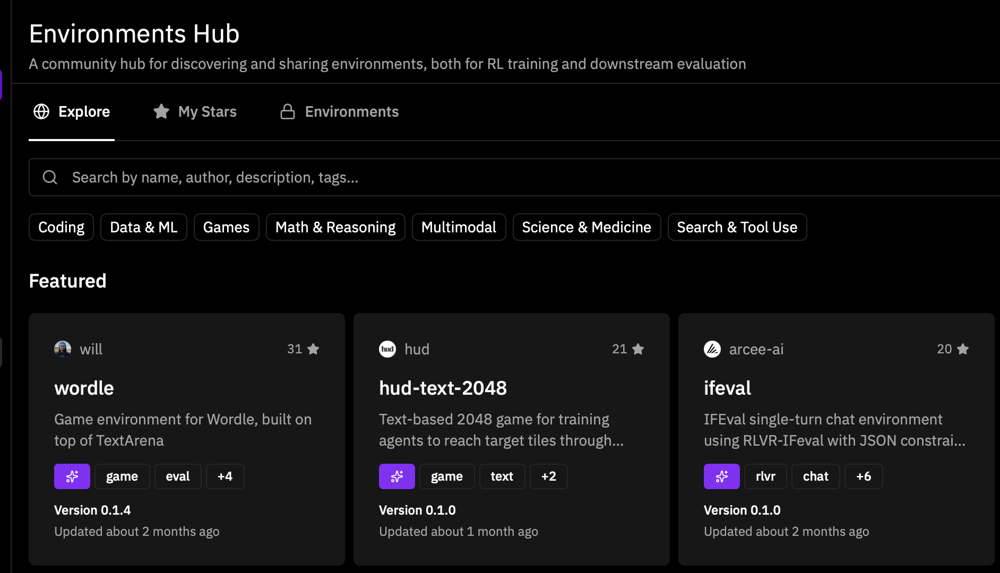 Environments Hub
A community hub for discovering and sharing environments, both for RL training and downstream evaluation
Explore
My Stars
Environments
Search by name, author, description, tags...
Coding
Data & ML
Games
Math & Reasoning
Multimodal
Science & Medicine
Search & Tool Use
Featured
will
31
wordle
Game environment for Wordle, built on
top of TextArena
game
eval
+4
Version 0.1.4
Updated about 2 months ago
hud
hud
21
hud-text-2048
Text-based 2048 game for training
agents to reach target tiles through...
game
text
+2
Version 0.1.0
Updated about 1 month ago
arcee-ai
20
ifeval
IFEval single-turn chat environment
using RLVR-IFeval with JSON constrai...
rlvr
chat
+6
Version 0.1.0
Updated about 2 months ago